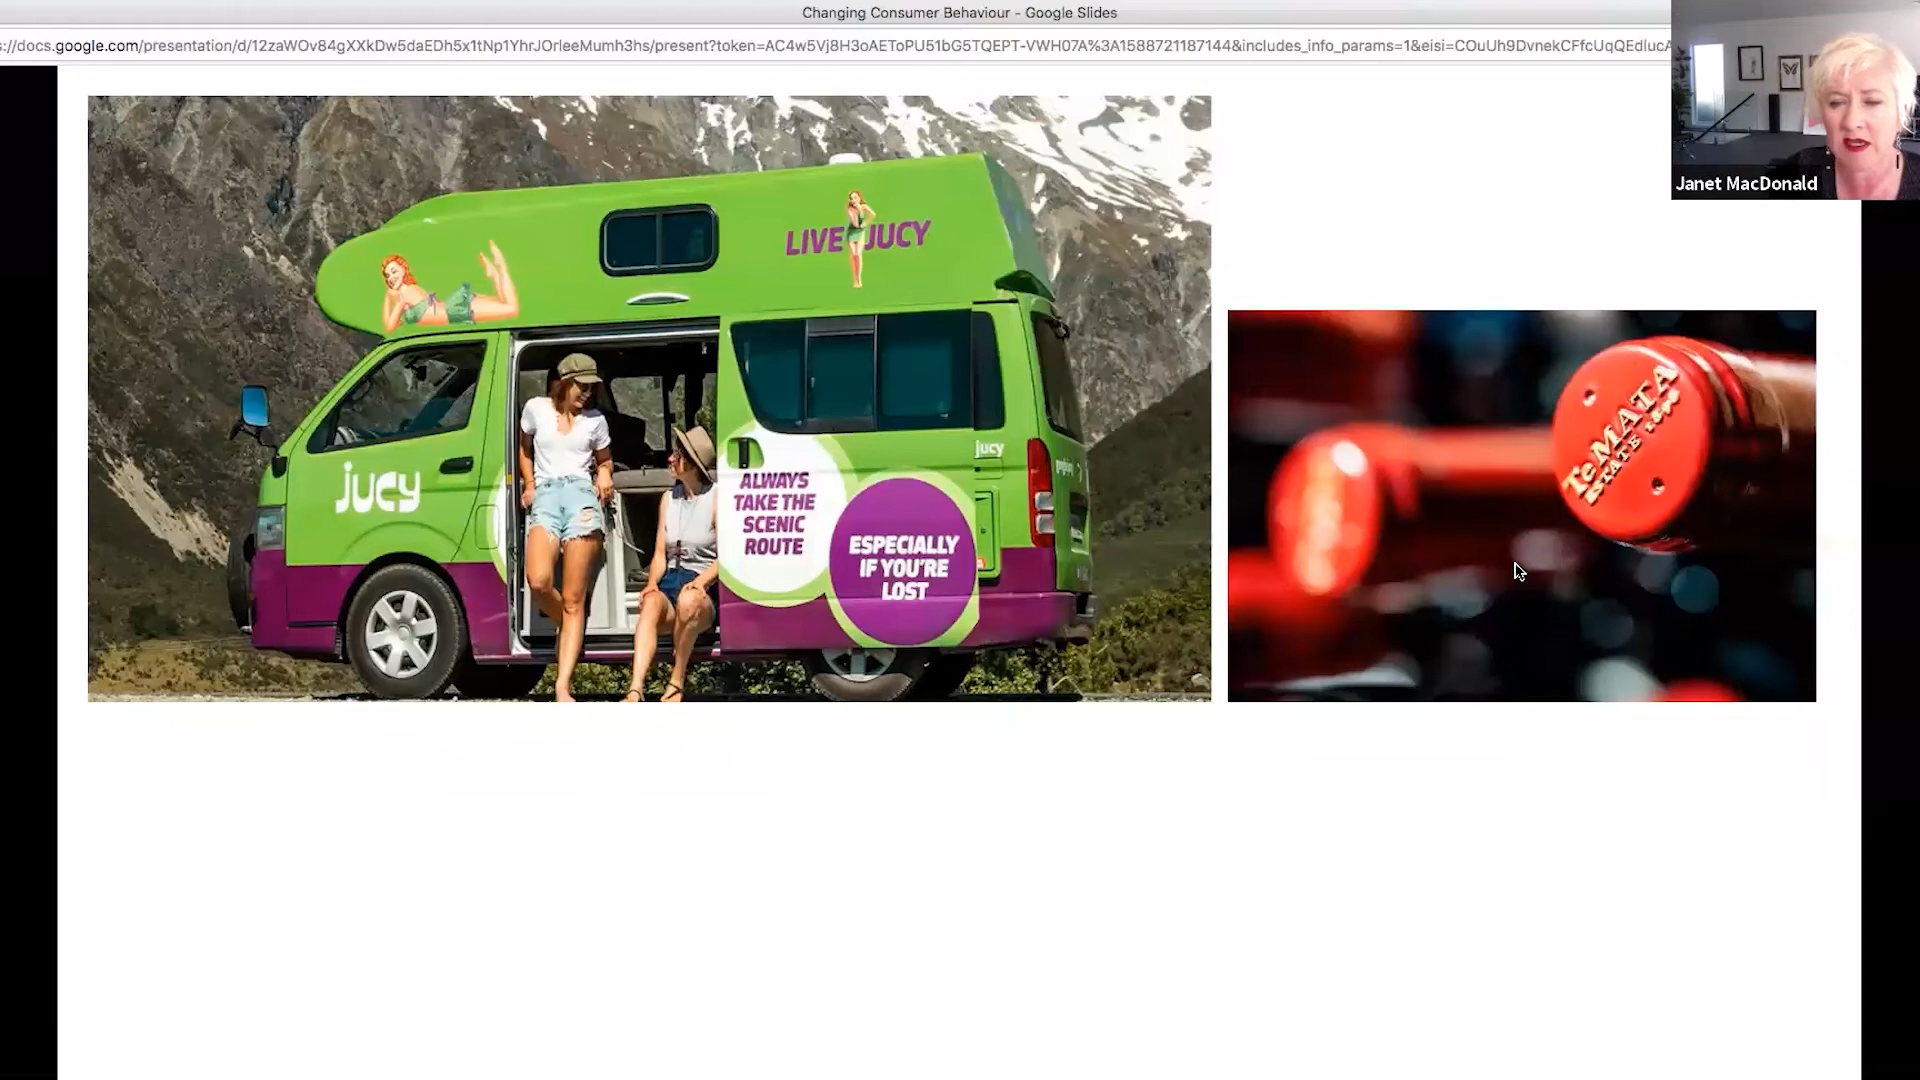 Changing Consumer Behaviour - Google Slides
s://docs.google.com/presentation/d/12zaWOv84gXXkDw5daEDh5x1tNp1YhrJOrleeMumh3hs/present?token=AC4w5Vj8H3oAEToPU51bG5TQEPT-VWH07A%3A1588721187144&includes_info_params=1&eisi=COuUh9DvnekCFfcUqQEdlucA
Janet MacDonald
LIVE JUCY
jucy
jucy
ALWAYS
TAKE THE
SCENIC
ROUTE
ESPECIALLY
IF YOU'RE
LOST
TeMATA
ESTATE 1896